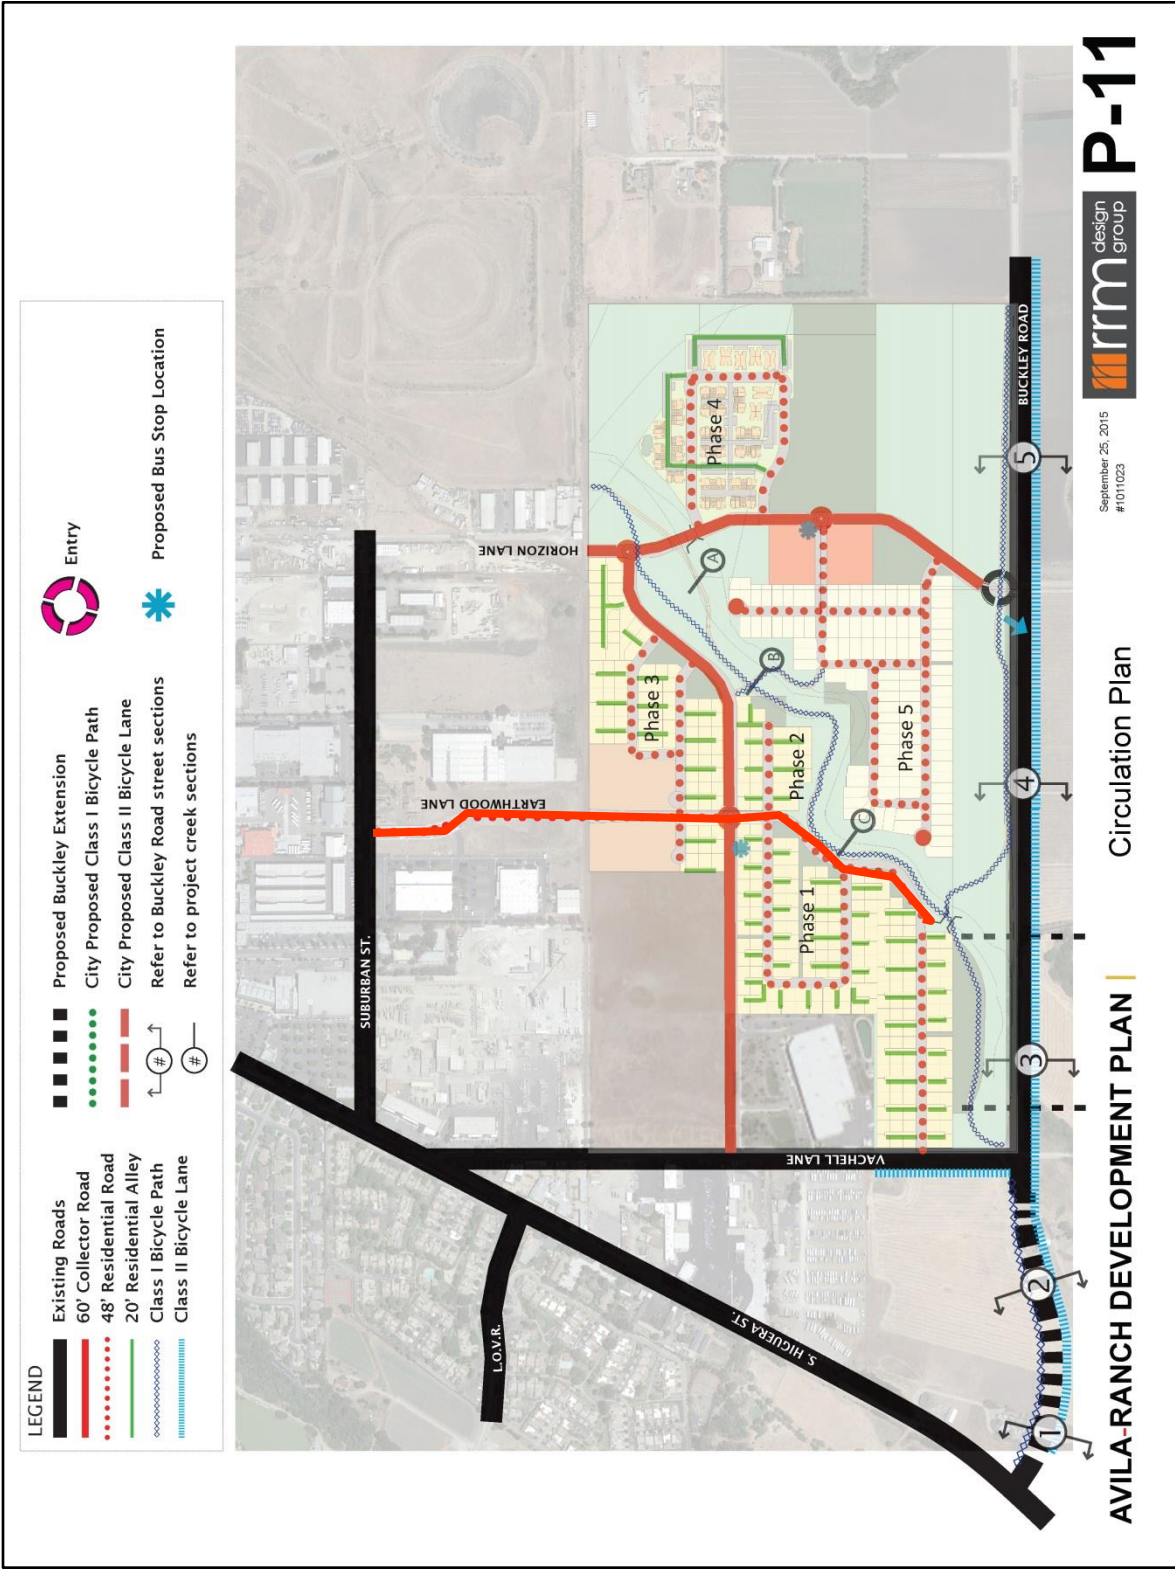 LEGEND
Existing Roads
60' Collector Road
48' Residential Road
20' Residential Alley
Class I Bicycle Path
Class II Bicycle Lane
Proposed Buckley Extension
City Proposed Class I Bicycle Path
City Proposed Class II Bicycle Lane
# Refer to Buckley Road street sections
# Refer to project creek sections
Entry
Proposed Bus Stop Location
SUBURBAN ST.
L.O.V.R.
S. HIGUERA ST.
VACHELL LANE
EARTHWOOD LANE
HORIZON LANE
BUCKLEY ROAD
Phase 3
Phase 4
Phase 2
Phase 1
Phase 5
A
B
C
1
2
3
4
5
AVILA-RANCH DEVELOPMENT PLAN |
Circulation Plan
September 25, 2015
#1011023
rrm design
group
P-11